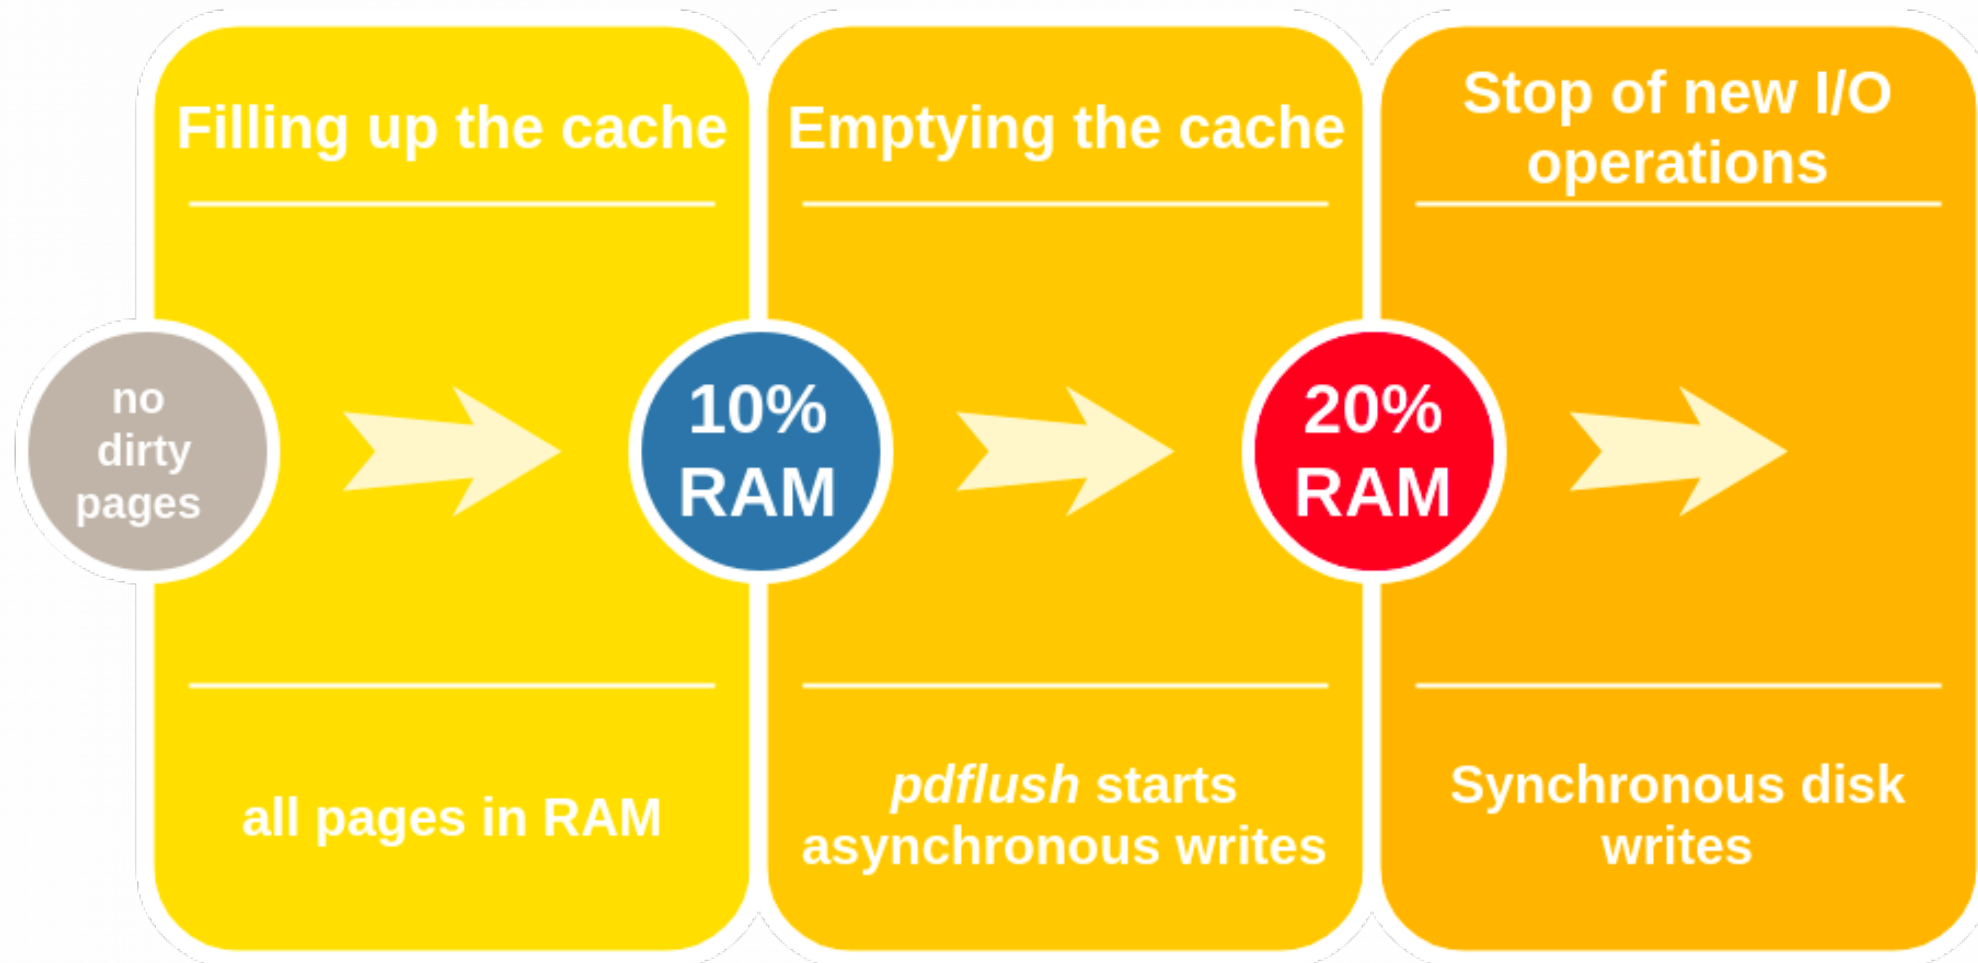 Filling up the cache
no
dirty
pages
all pages in RAM
10%
RAM
Emptying the cache
pdflush starts
asynchronous writes
20%
RAM
Stop of new I/O
operations
Synchronous disk
writes